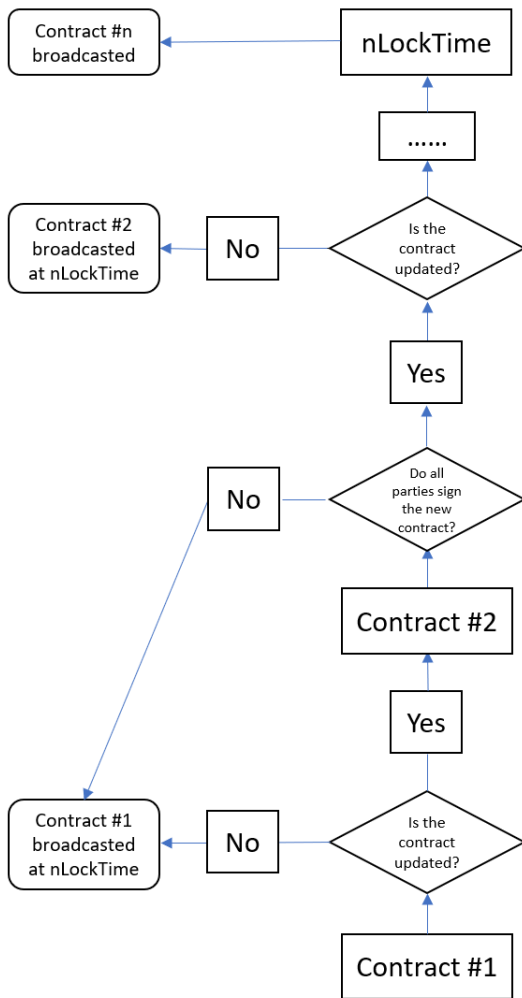 Contract #n
broadcasted
nLockTime
......
Contract #2
broadcasted
at nLockTime
No
Is the
contract
updated?
Yes
No
Do all
parties sign
the new
contract?
Contract #2
Yes
Contract #1
broadcasted
at nLockTime
No
Is the
contract
updated?
Contract #1